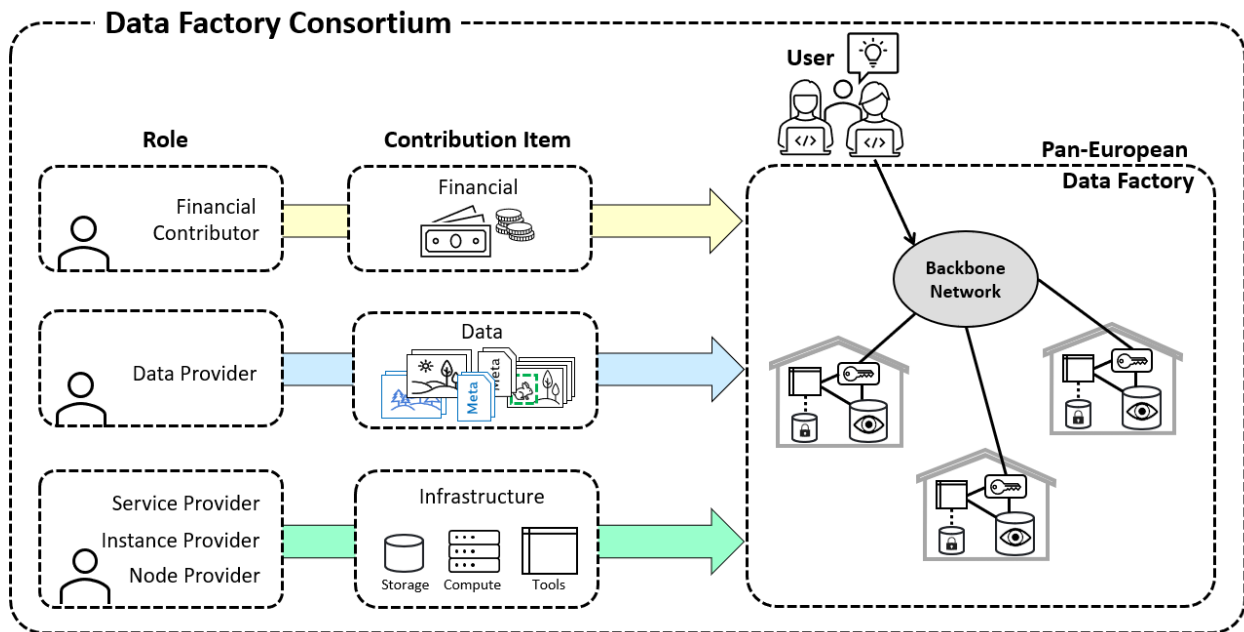 Data Factory Consortium
User
Role
Contribution Item
Pan-European
Data Factory
Financial
Contributor
Financial
Backbone
Network
Data Provider
Data
Meta
Meta
Service Provider
Instance Provider
Node Provider
Infrastructure
Storage
Compute
Tools